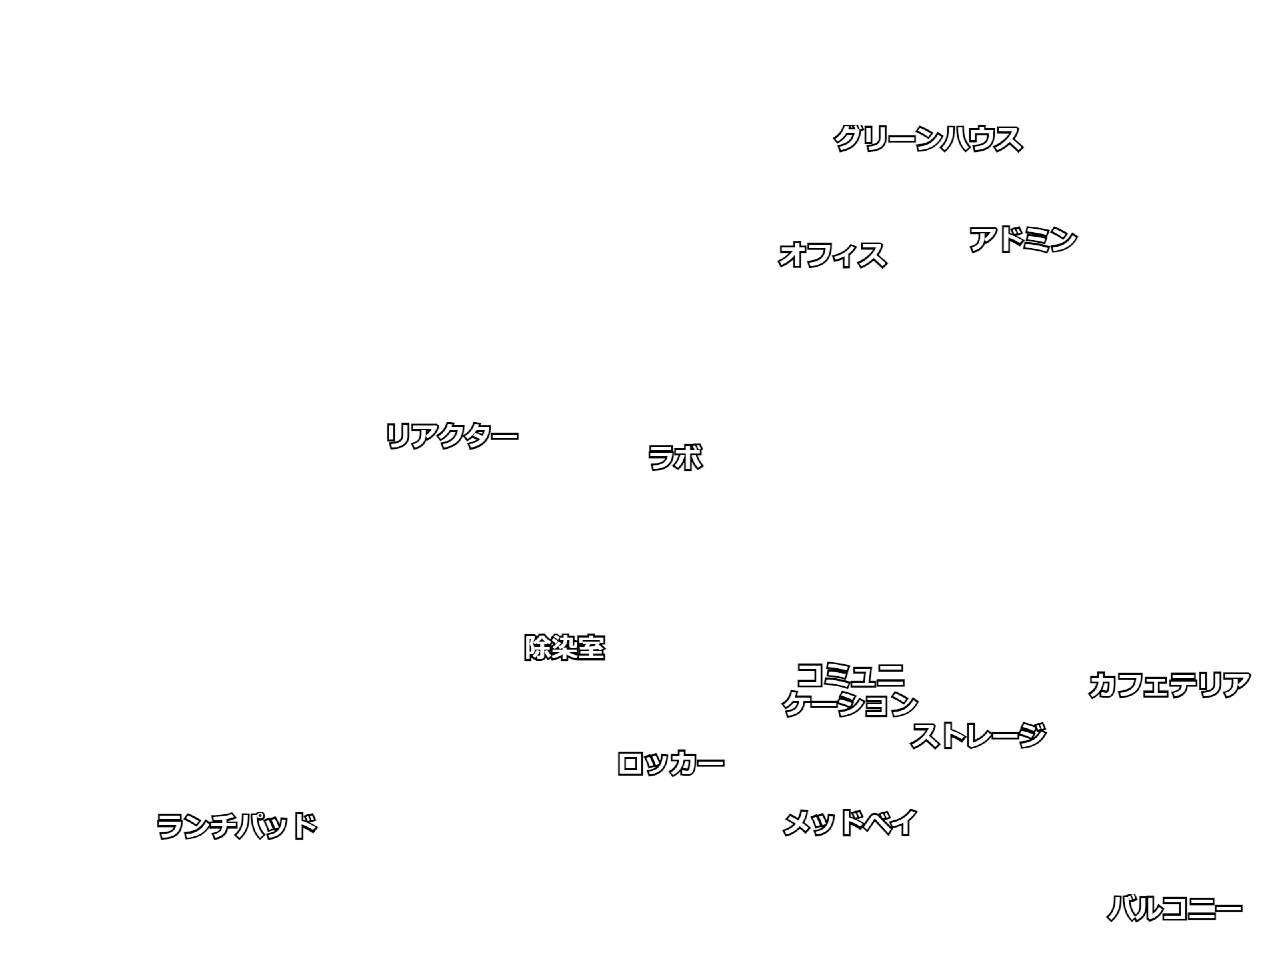 グリーンハウス
アドミン
オフィス
リアクター
ラボ
除染室
コミュニ
ケーション
カフェテリア
ストレージ
ロッカー
ランチパッド
メッドベイ
バルコニー